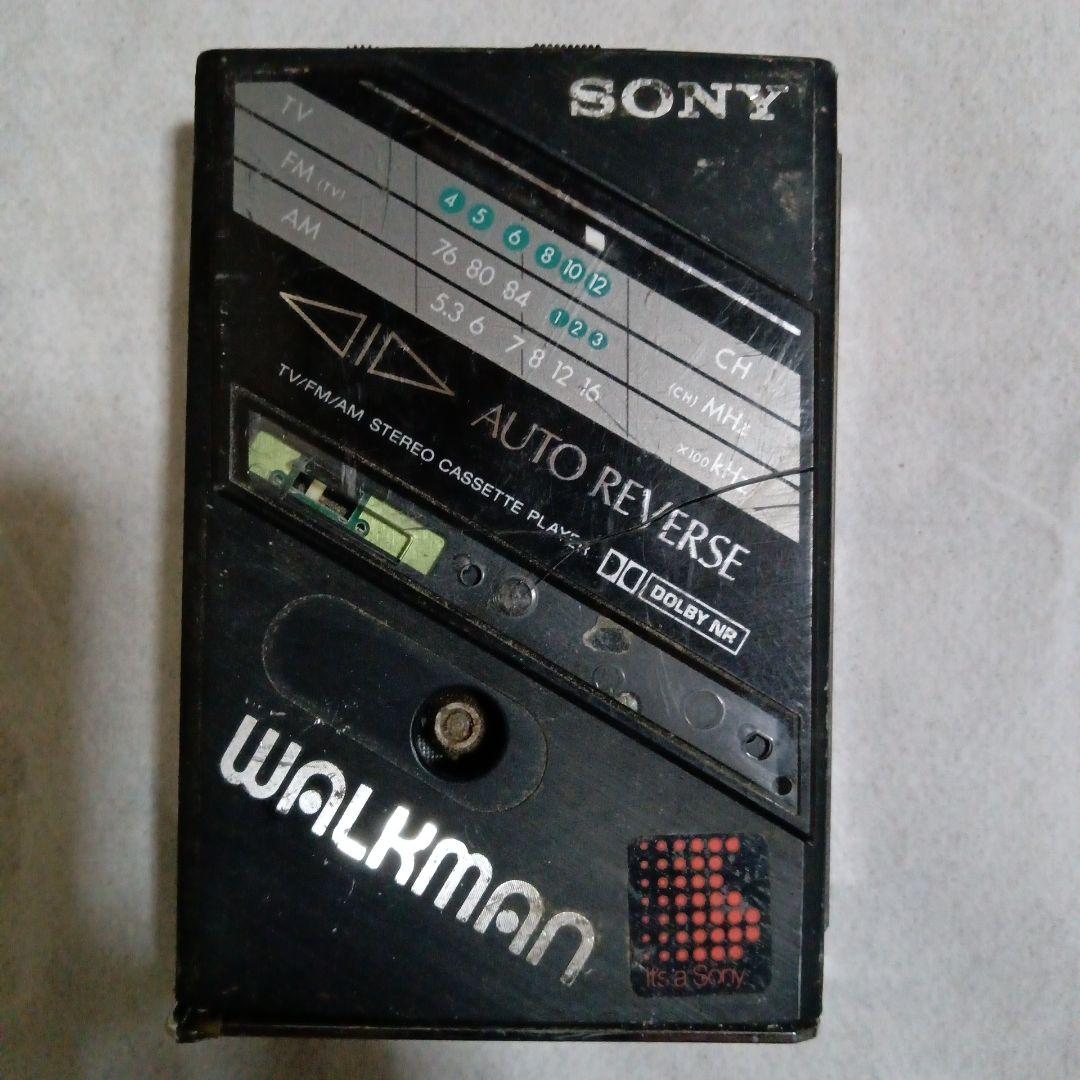 SONY
TV 4 5 6 8 10 12 CH
FM (TV) 76 80 84 1 2 3 (CH) MHz
AM 5.3 6 7 8 12 16 x100 kHz
AUTO REVERSE
TV/FM/AM STEREO CASSETTE PLAYER
DOLBY NR
WALKMAN
It's a Sony